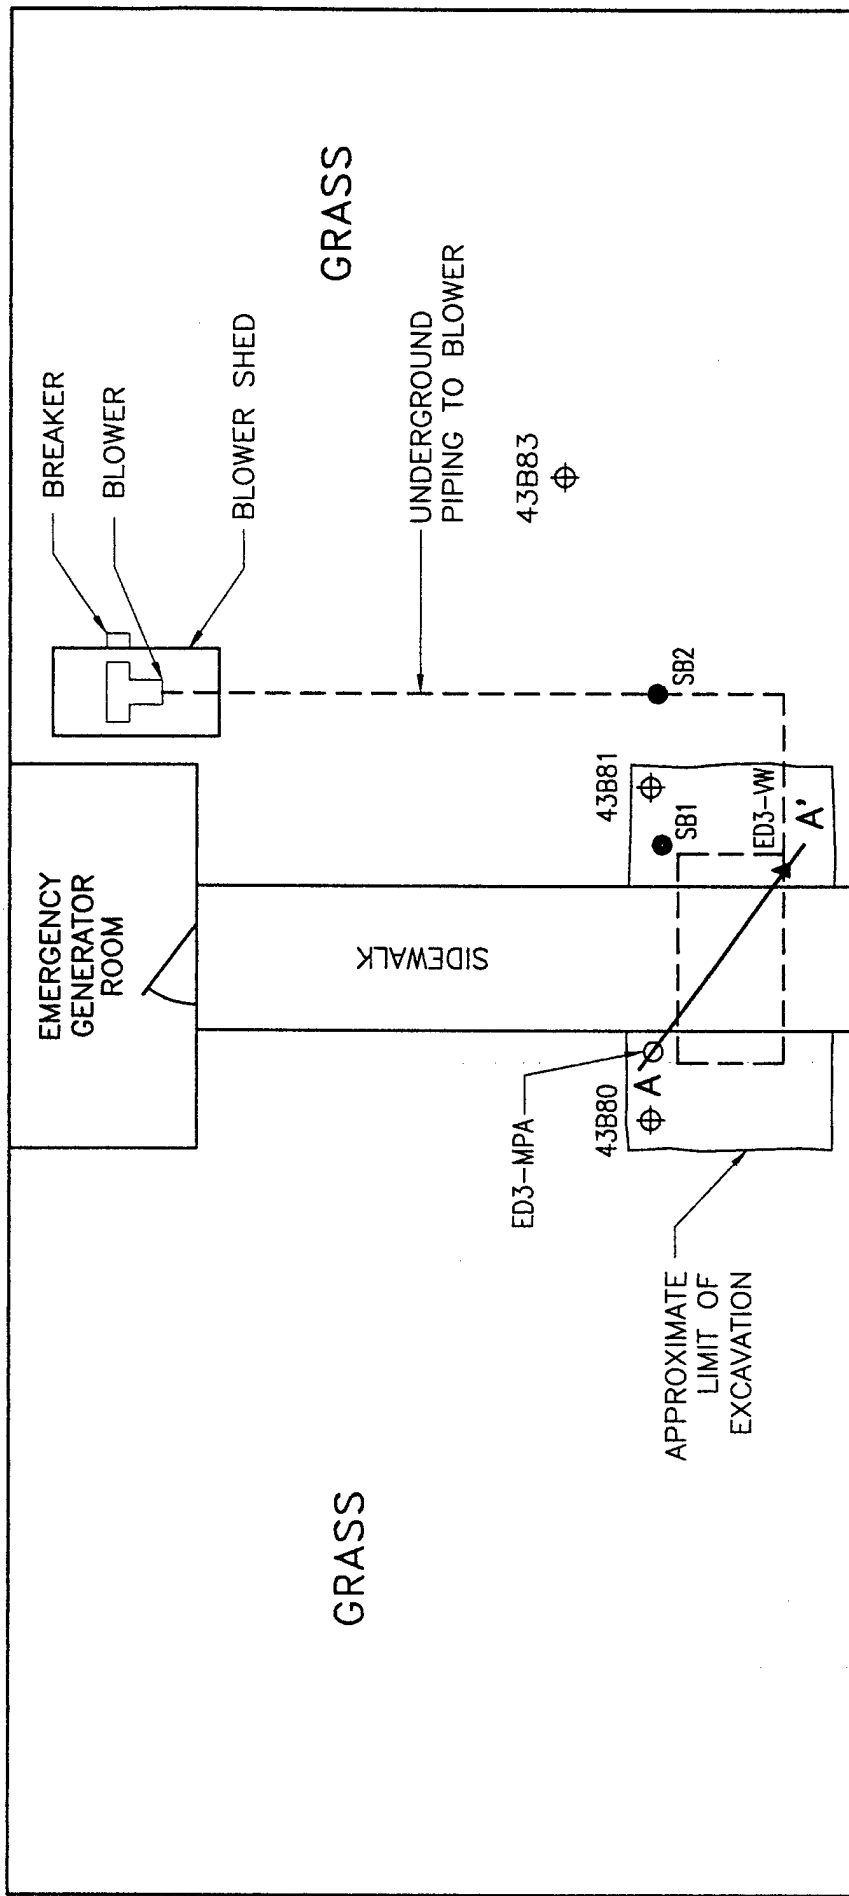 EMERGENCY
GENERATOR
ROOM
BREAKER
BLOWER
BLOWER SHED
GRASS
GRASS
UNDERGROUND
PIPING TO BLOWER
43B83
SIDEWALK
ED3-MPA
43B80
A
43B81
SB1
SB2
ED3-VW
A'
APPROXIMATE
LIMIT OF
EXCAVATION